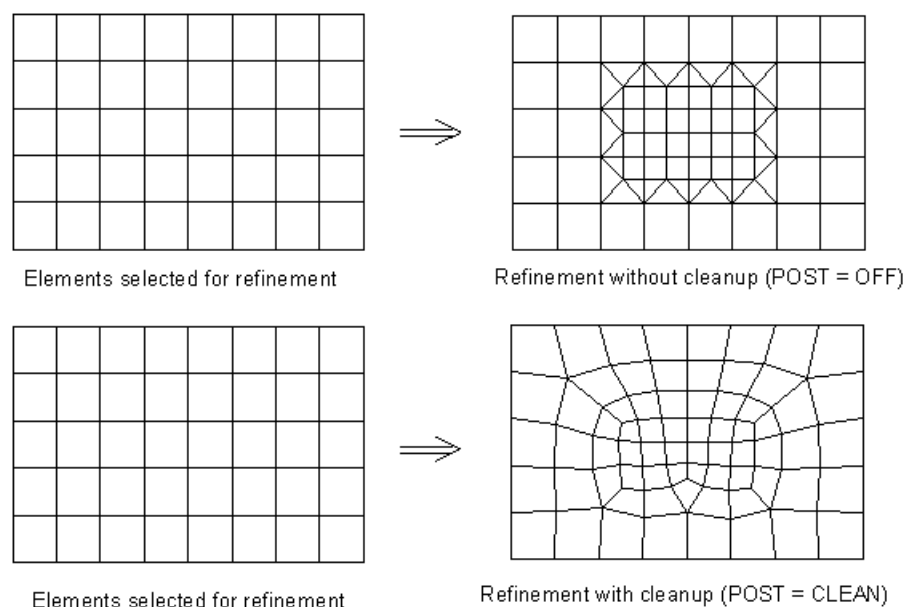 Elements selected for refinement
Refinement without cleanup (POST = OFF)
Elements selected for refinement
Refinement with cleanup (POST = CLEAN)